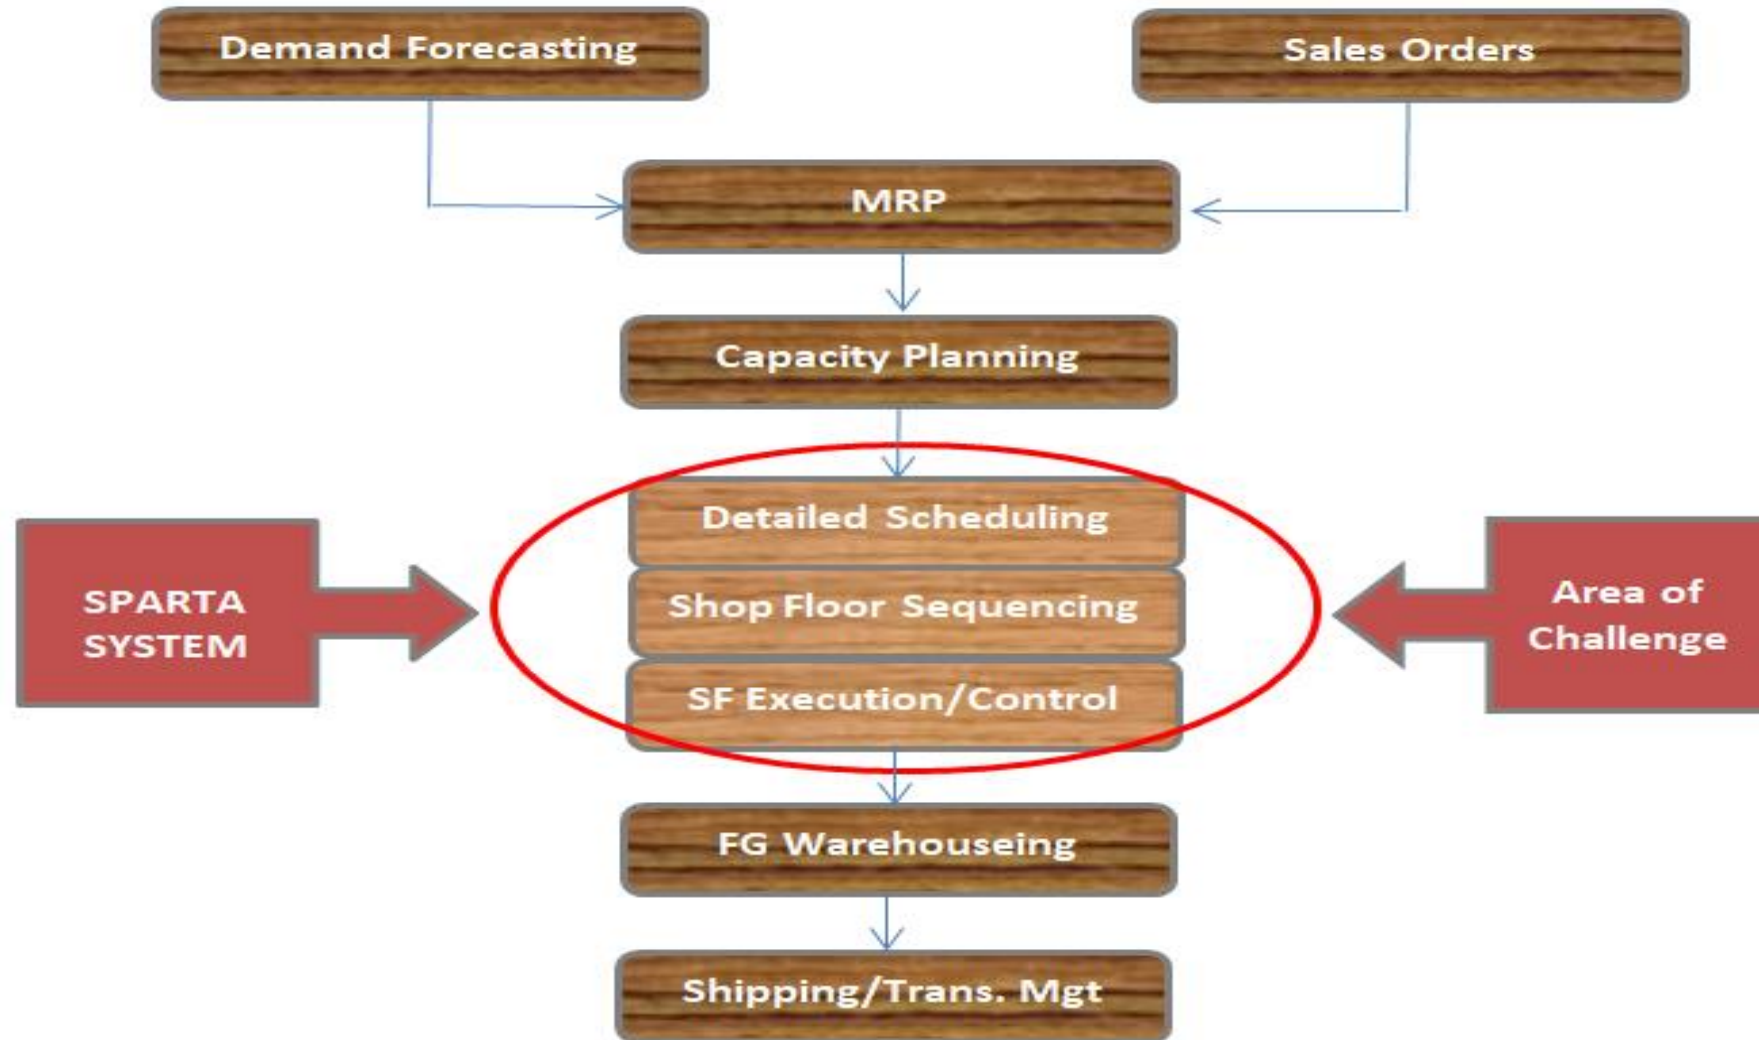 Demand Forecasting
Sales Orders
MRP
Capacity Planning
Detailed Scheduling
Shop Floor Sequencing
SF Execution/Control
SPARTA
SYSTEM
Area of
Challenge
FG Warehouseing
Shipping/Trans. Mgt